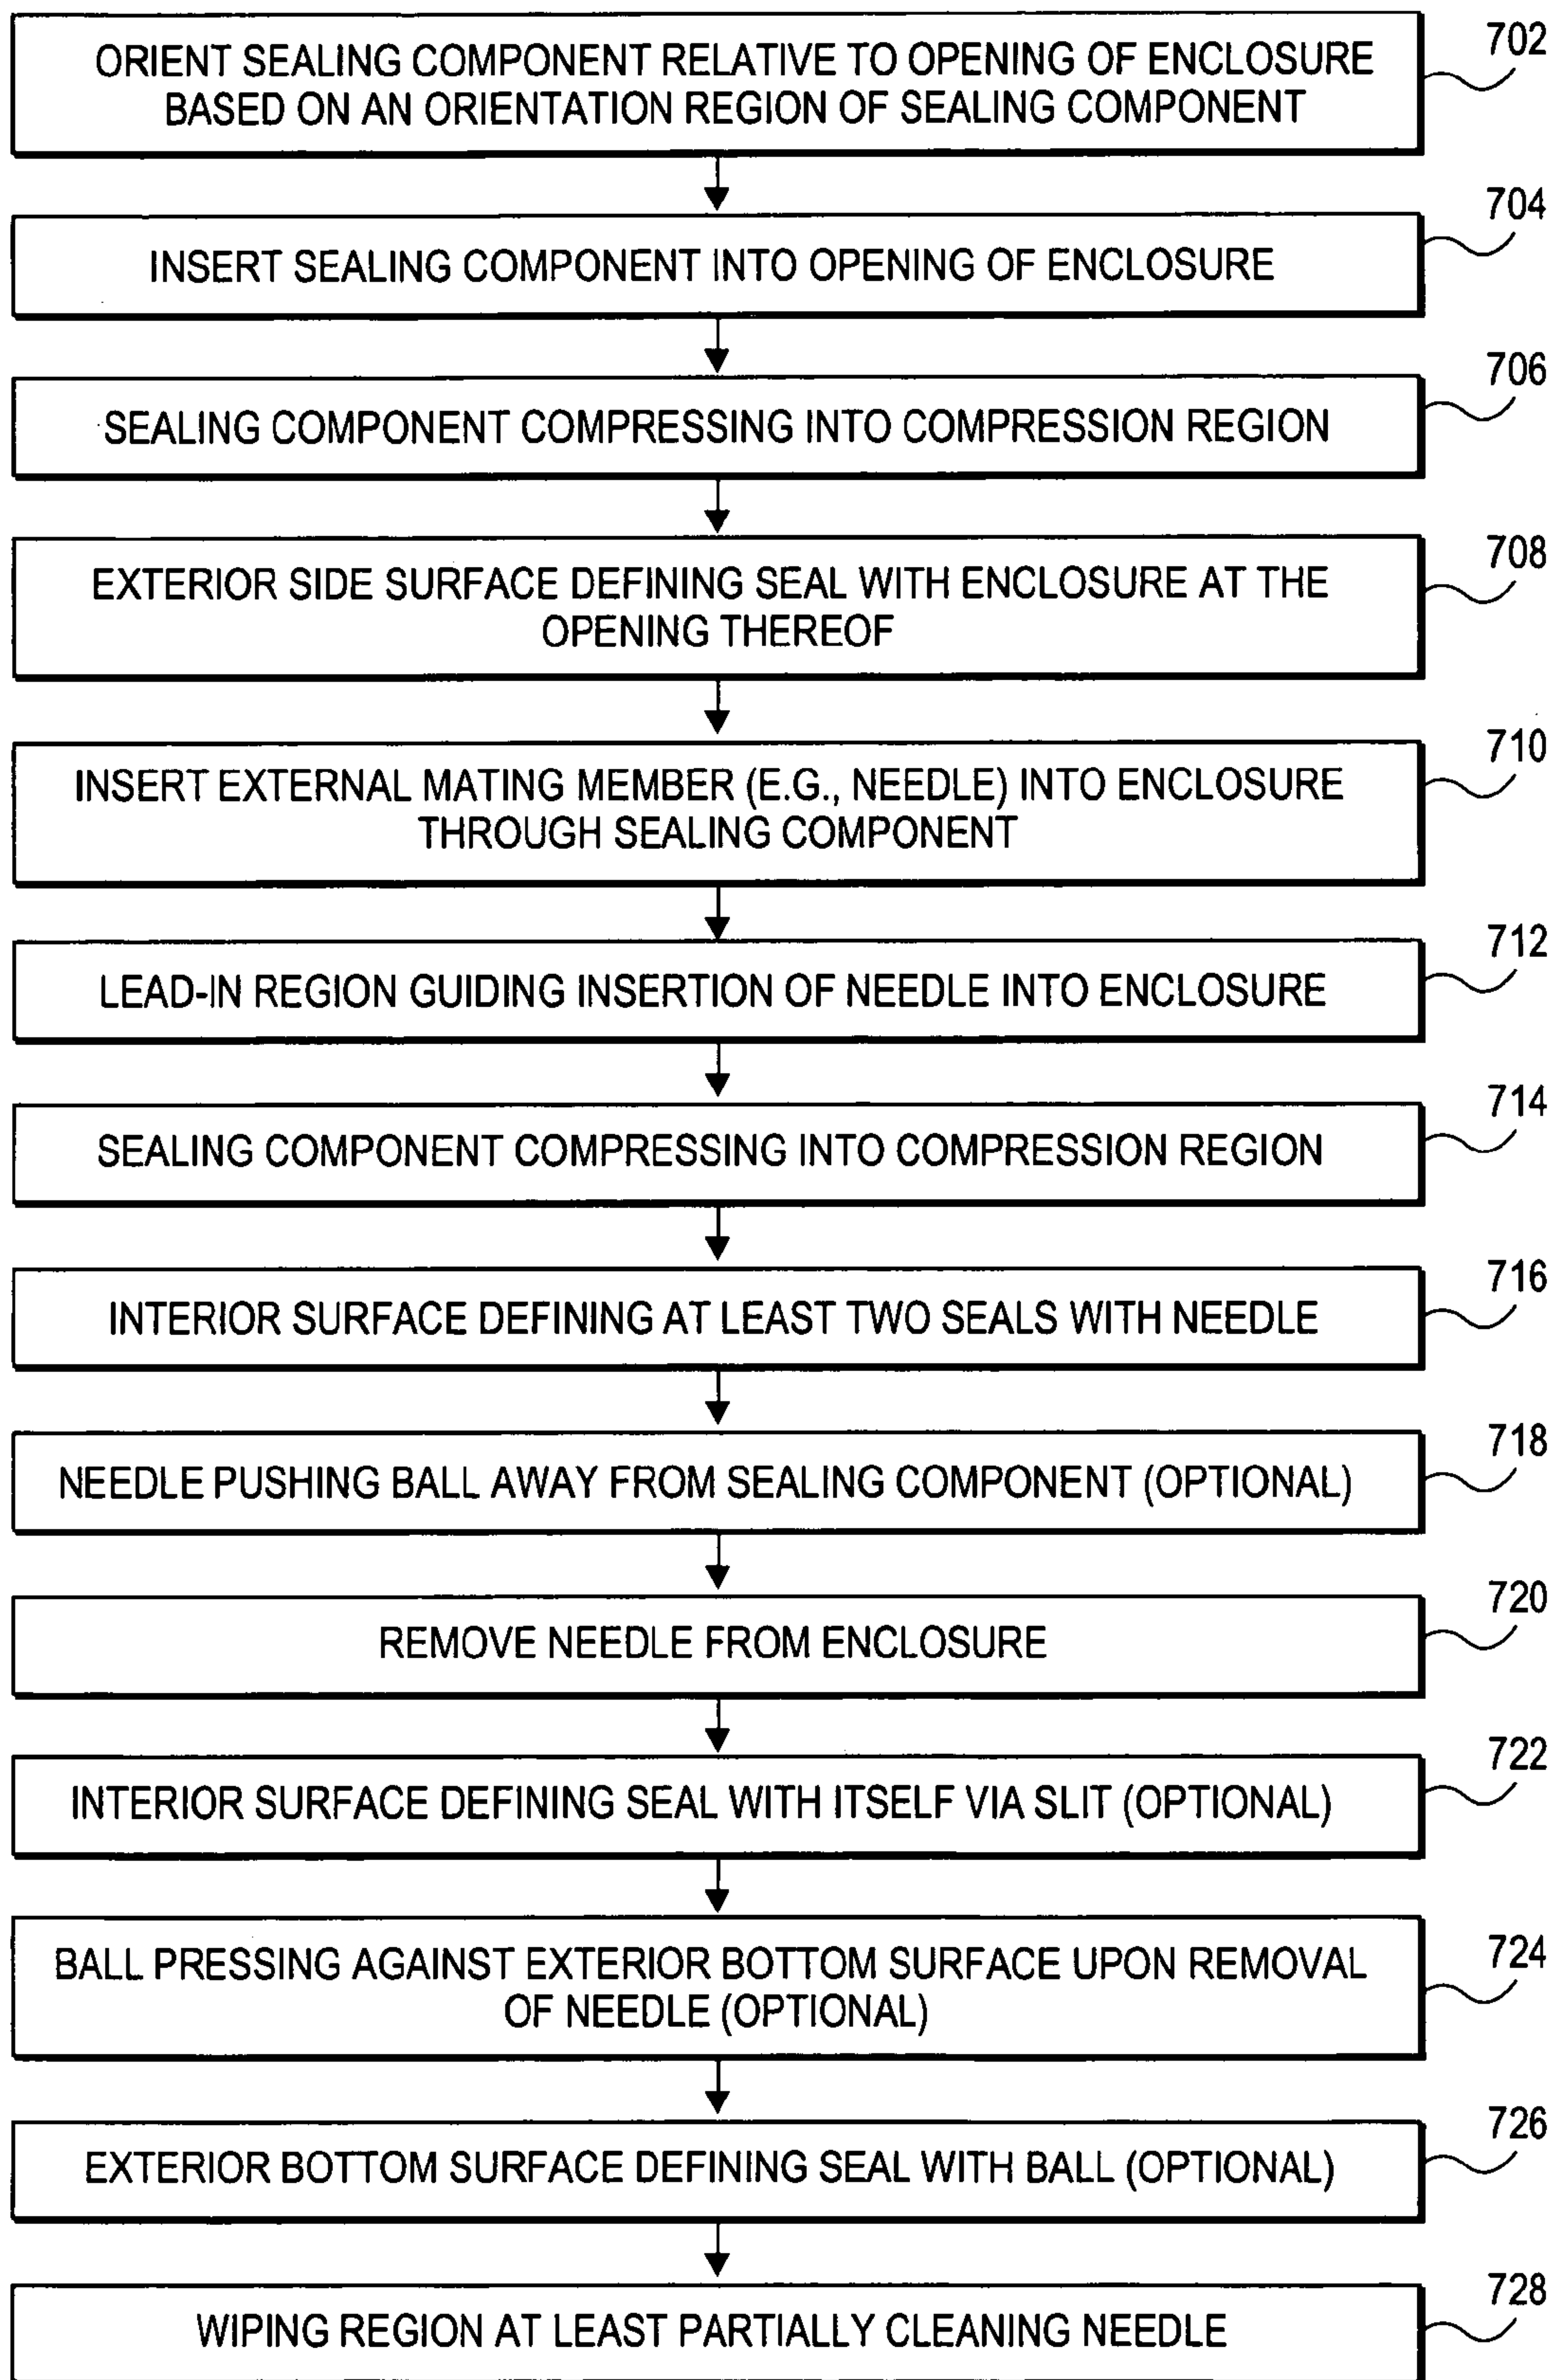 702
ORIENT SEALING COMPONENT RELATIVE TO OPENING OF ENCLOSURE
BASED ON AN ORIENTATION REGION OF SEALING COMPONENT
704
INSERT SEALING COMPONENT INTO OPENING OF ENCLOSURE
706
SEALING COMPONENT COMPRESSING INTO COMPRESSION REGION
708
EXTERIOR SIDE SURFACE DEFINING SEAL WITH ENCLOSURE AT THE
OPENING THEREOF
710
INSERT EXTERNAL MATING MEMBER (E.G., NEEDLE) INTO ENCLOSURE
THROUGH SEALING COMPONENT
712
LEAD-IN REGION GUIDING INSERTION OF NEEDLE INTO ENCLOSURE
714
SEALING COMPONENT COMPRESSING INTO COMPRESSION REGION
716
INTERIOR SURFACE DEFINING AT LEAST TWO SEALS WITH NEEDLE
718
NEEDLE PUSHING BALL AWAY FROM SEALING COMPONENT (OPTIONAL)
720
REMOVE NEEDLE FROM ENCLOSURE
722
INTERIOR SURFACE DEFINING SEAL WITH ITSELF VIA SLIT (OPTIONAL)
724
BALL PRESSING AGAINST EXTERIOR BOTTOM SURFACE UPON REMOVAL
OF NEEDLE (OPTIONAL)
726
EXTERIOR BOTTOM SURFACE DEFINING SEAL WITH BALL (OPTIONAL)
728
WIPING REGION AT LEAST PARTIALLY CLEANING NEEDLE